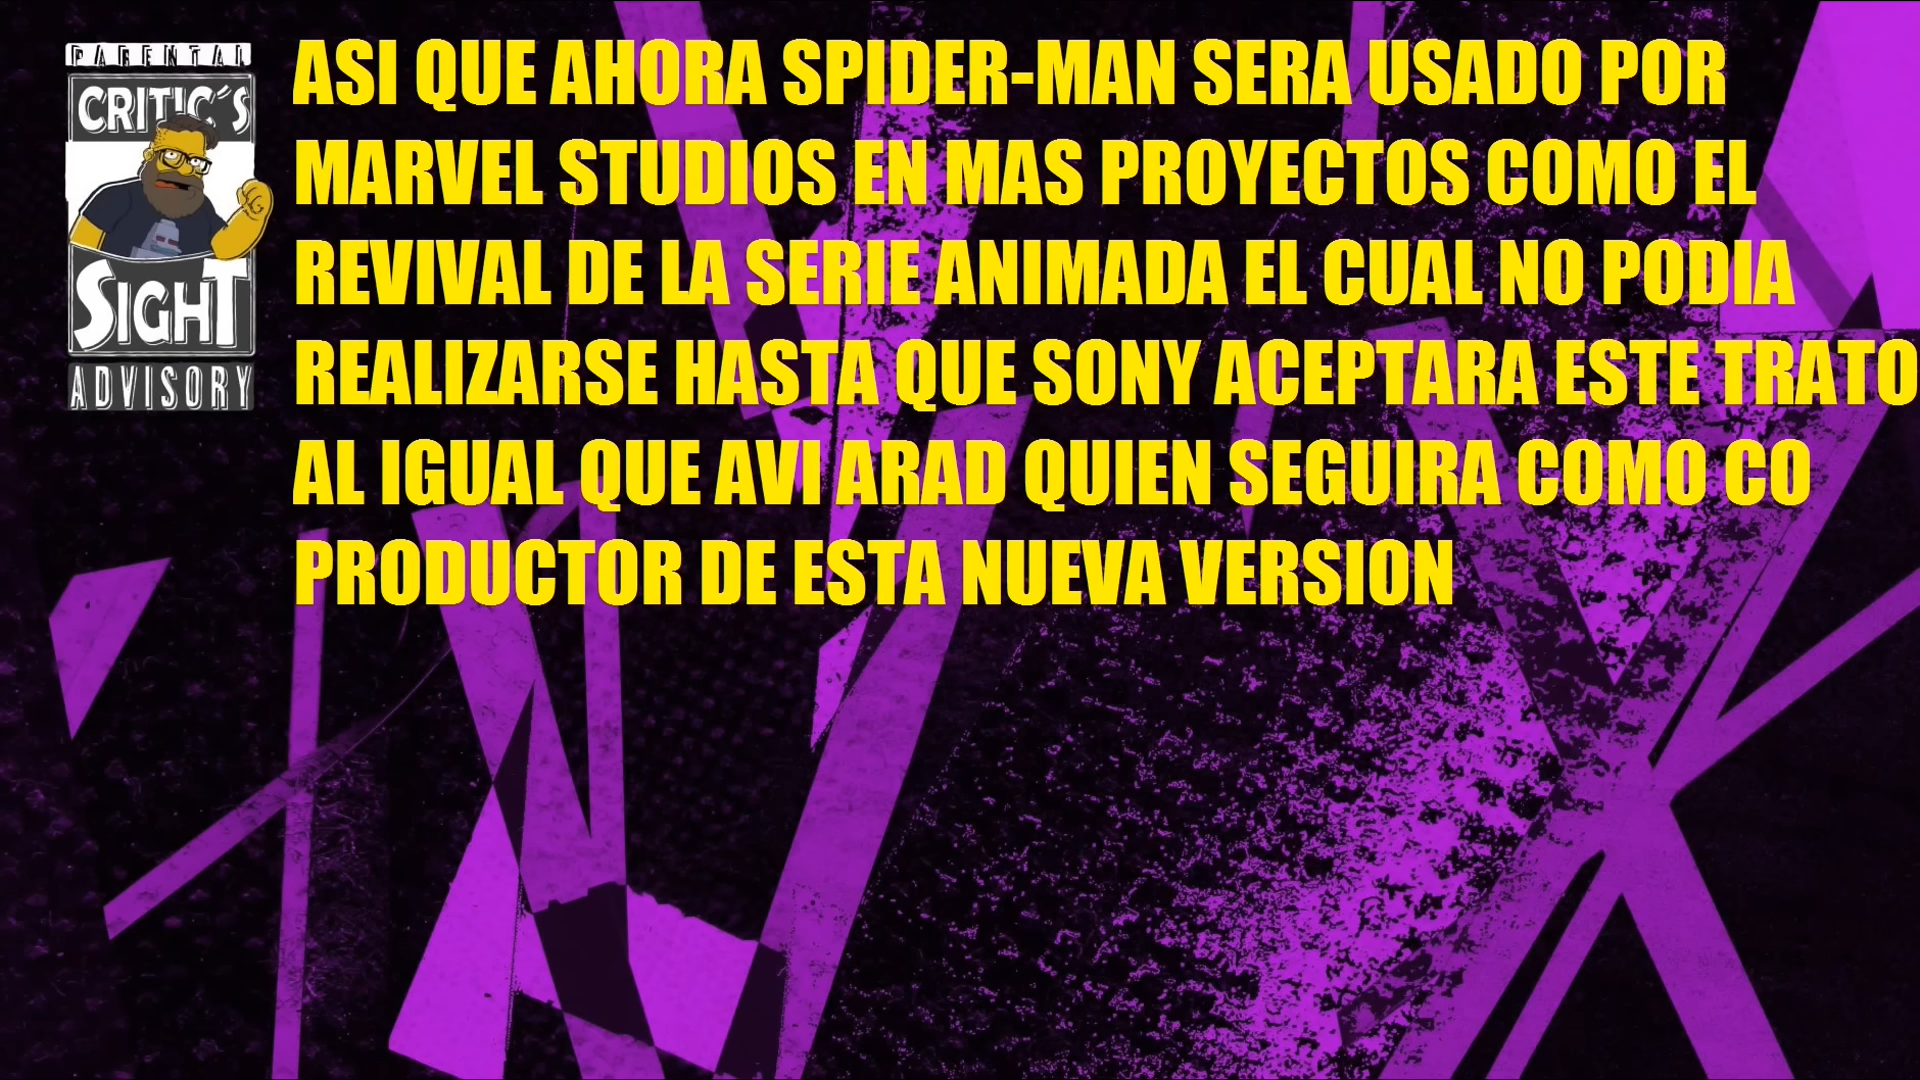 PARENTAL
CRITIC´S
SIGHT
ADVISORY
ASI QUE AHORA SPIDER-MAN SERA USADO POR
MARVEL STUDIOS EN MAS PROYECTOS COMO EL
REVIVAL DE LA SERIE ANIMADA EL CUAL NO PODIA
REALIZARSE HASTA QUE SONY ACEPTARA ESTE TRATO
AL IGUAL QUE AVI ARAD QUIEN SEGUIRA COMO CO
PRODUCTOR DE ESTA NUEVA VERSION